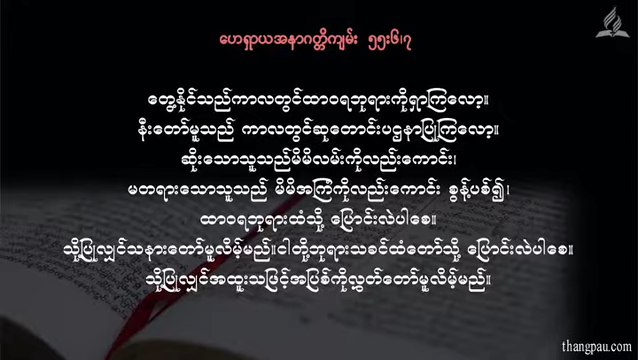 ဟေရှာယအနာဂတ္တိကျမ်း ၅၅း၆၊၇
တွေ့နိုင်သည်ကာလတွင်ထာဝရဘုရားကိုရှာကြလော့။
နီးတော်မူသည် ကာလတွင်ဆုတောင်းပဌနာပြုကြလော့။
ဆိုးသောသူသည်မိမိလမ်းကိုလည်းကောင်း၊
မတရားသောသူသည် မိမိအကြံကိုလည်းကောင်း စွန့်ပစ်၍၊
ထာဝရဘုရားထံသို့ ပြောင်းလဲပါစေ။
သို့ပြုလျှင်သနားတော်မူလိမ့်မည်။ငါတို့ဘုရားသခင်ထံတော်သို့ ပြောင်းလဲပါစေ။
သို့ပြုလျှင်အထူးသဖြင့်အပြစ်ကိုလွှတ်တော်မူလိမ့်မည်။
thangpau.com